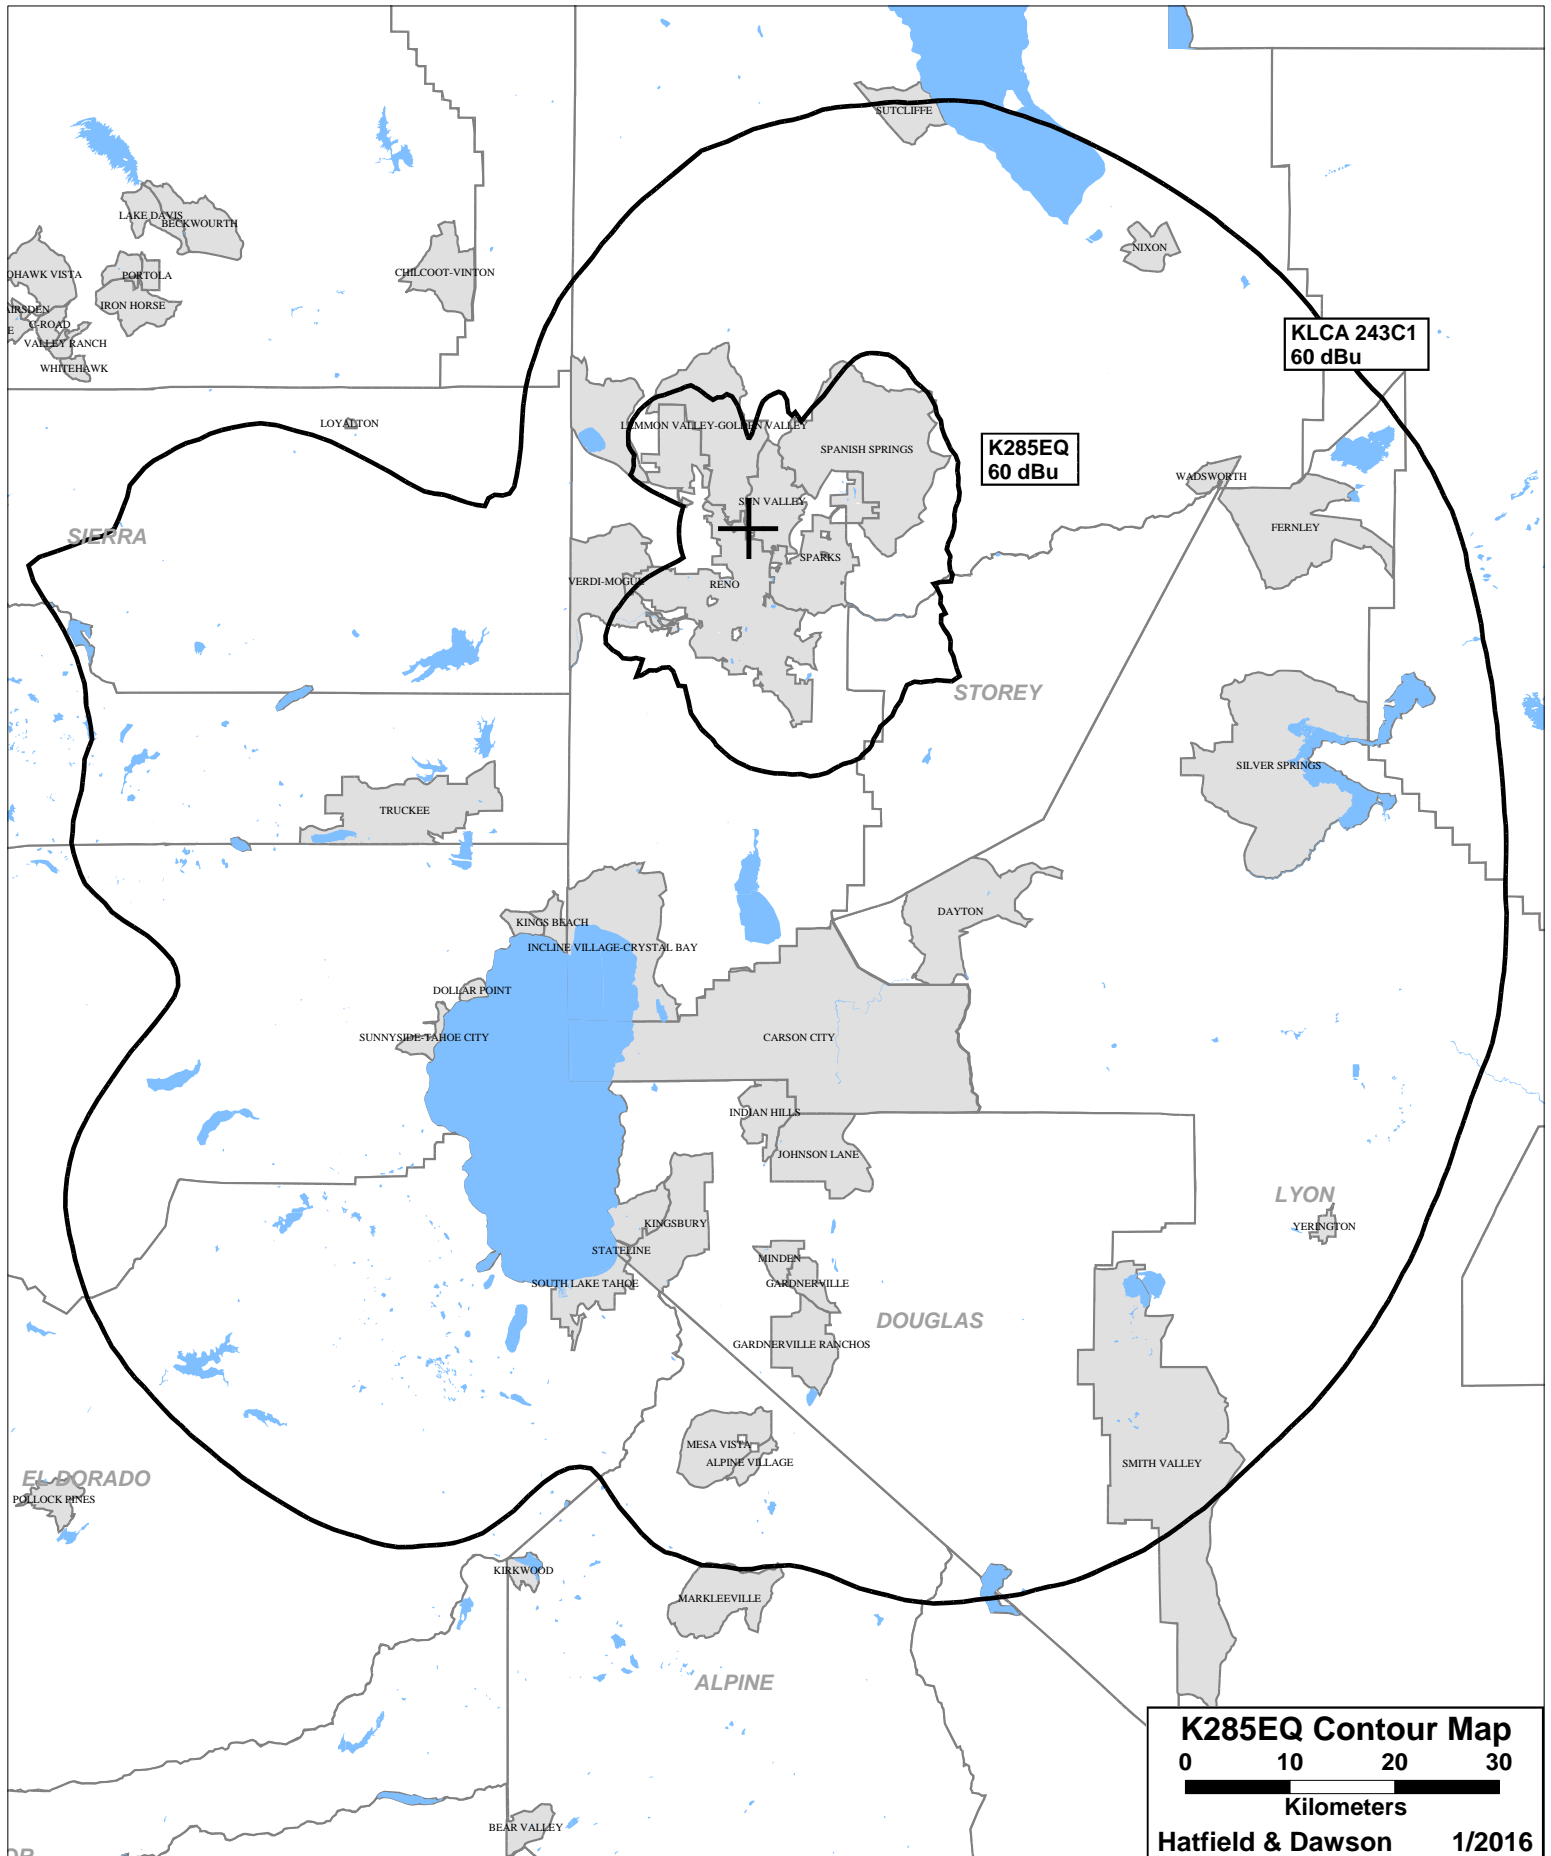 SUTCLIFFE
LAKE DAVIS
BECKWOURTH
NIXON
CHILCOOT-VINTON
OHAWK VISTA
PORTOLA
IRON HORSE
AIRSDEN
C-ROAD
E
VALLEY RANCH
WHITEHAWK
KLCA 243C1
60 dBu
LOYALTON
LEMMON VALLEY-GOLDEN VALLEY
SPANISH SPRINGS
K285EQ
60 dBu
WADSWORTH
SUN VALLEY
FERNLEY
SIERRA
SPARKS
VERDI-MOGUL
RENO
STOREY
SILVER SPRINGS
TRUCKEE
DAYTON
KINGS BEACH
INCLINE VILLAGE-CRYSTAL BAY
DOLLAR POINT
SUNNYSIDE-TAHOE CITY
CARSON CITY
INDIAN HILLS
JOHNSON LANE
LYON
KINGSBURY
YERINGTON
STATELINE
MINDEN
SOUTH LAKE TAHOE
GARDNERVILLE
DOUGLAS
GARDNERVILLE RANCHOS
MESA VISTA
ALPINE VILLAGE
SMITH VALLEY
EL DORADO
POLLOCK PINES
KIRKWOOD
MARKLEEVILLE
ALPINE
BEAR VALLEY
K285EQ Contour Map
0 10 20 30
Kilometers
Hatfield & Dawson 1/2016